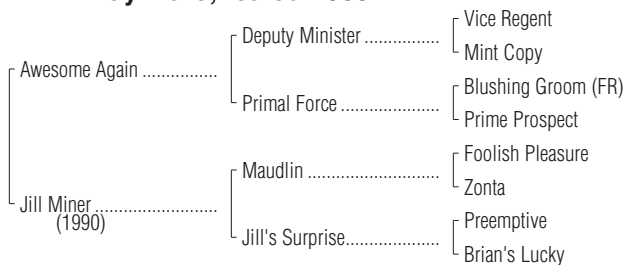 Vice Regent
Deputy Minister ..................
Mint Copy
Awesome Again ................
Blushing Groom (FR)
Primal Force ........................
Prime Prospect
Foolish Pleasure
Maudlin ................................
Zonta
Jill Miner ..........................
(1990)
Preemptive
Jill's Surprise......................
Brian's Lucky